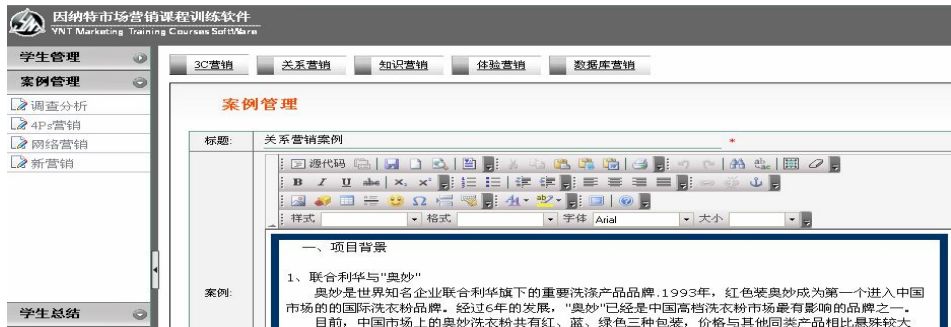 因纳特市场营销课程训练软件
YNT Marketing Training Courses SoftWare
学生管理
案例管理
调查分析
4Ps营销
网络营销
新营销
学生总结
3C营销 关系营销 知识营销 体验营销 数据库营销
案例管理
标题: 关系营销案例 *
源代码
B I U abc X₂ X²
样式 格式 字体 Arial 大小
案例:
一、项目背景
1、联合利华与"奥妙"
奥妙是世界知名企业联合利华旗下的重要洗涤产品品牌.1993年，红色装奥妙成为第一个进入中国
市场的的国际洗衣粉品牌。经过6年的发展，"奥妙"已经是中国高档洗衣粉市场最有影响的品牌之一。
目前，中国市场上的奥妙洗衣粉共有红、蓝、绿色三种包装，价格与其他同类产品相比悬殊较大